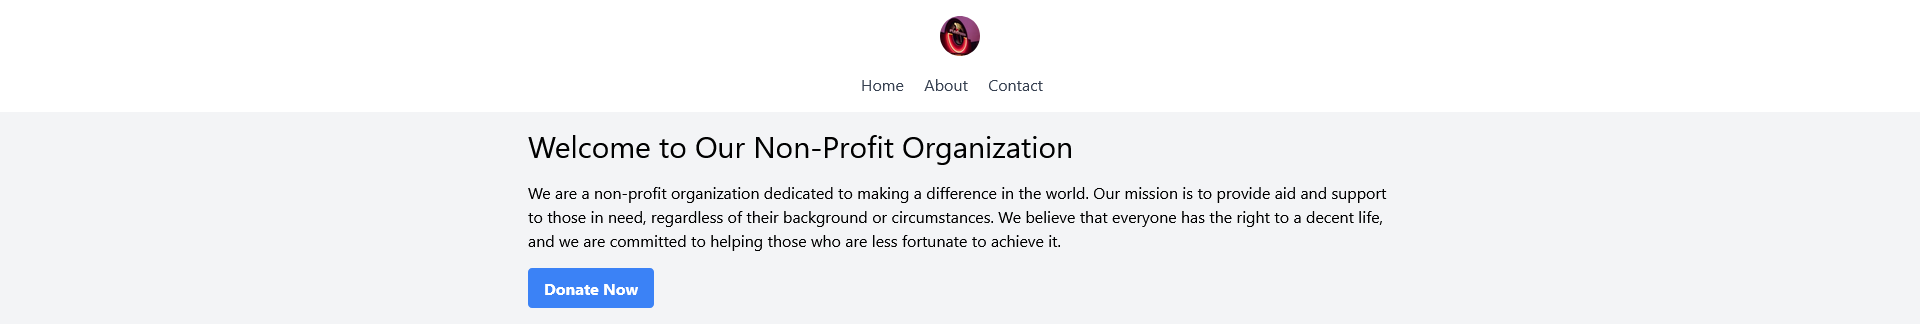 Home About Contact
Welcome to Our Non-Profit Organization
We are a non-profit organization dedicated to making a difference in the world. Our mission is to provide aid and support
to those in need, regardless of their background or circumstances. We believe that everyone has the right to a decent life,
and we are committed to helping those who are less fortunate to achieve it.
Donate Now